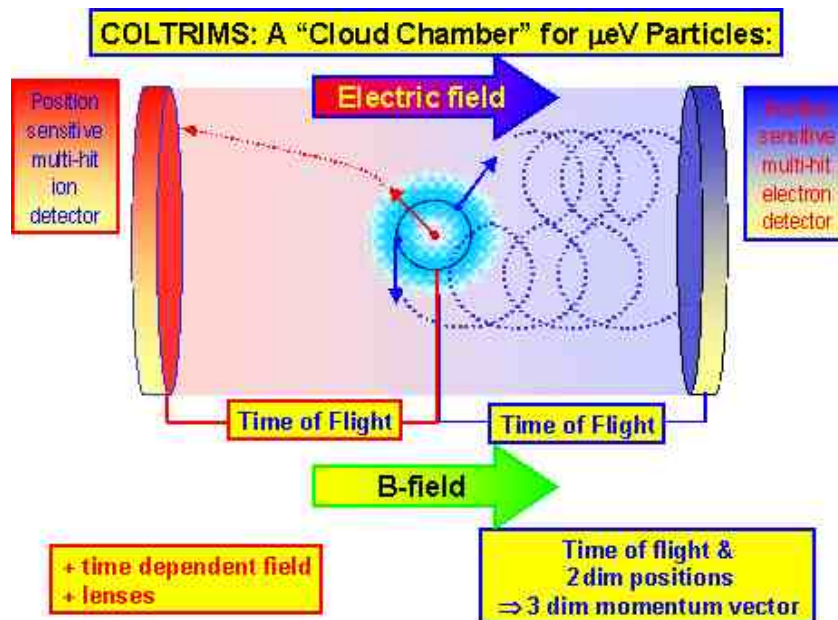 COLTRIMS: A “Cloud Chamber” for µeV Particles:
Electric field
Position
sensitive
multi-hit
ion
detector
Position
sensitive
multi-hit
electron
detector
Time of Flight
Time of Flight
B-field
+ time dependent field
+ lenses
Time of flight &
2 dim positions
⇒ 3 dim momentum vector